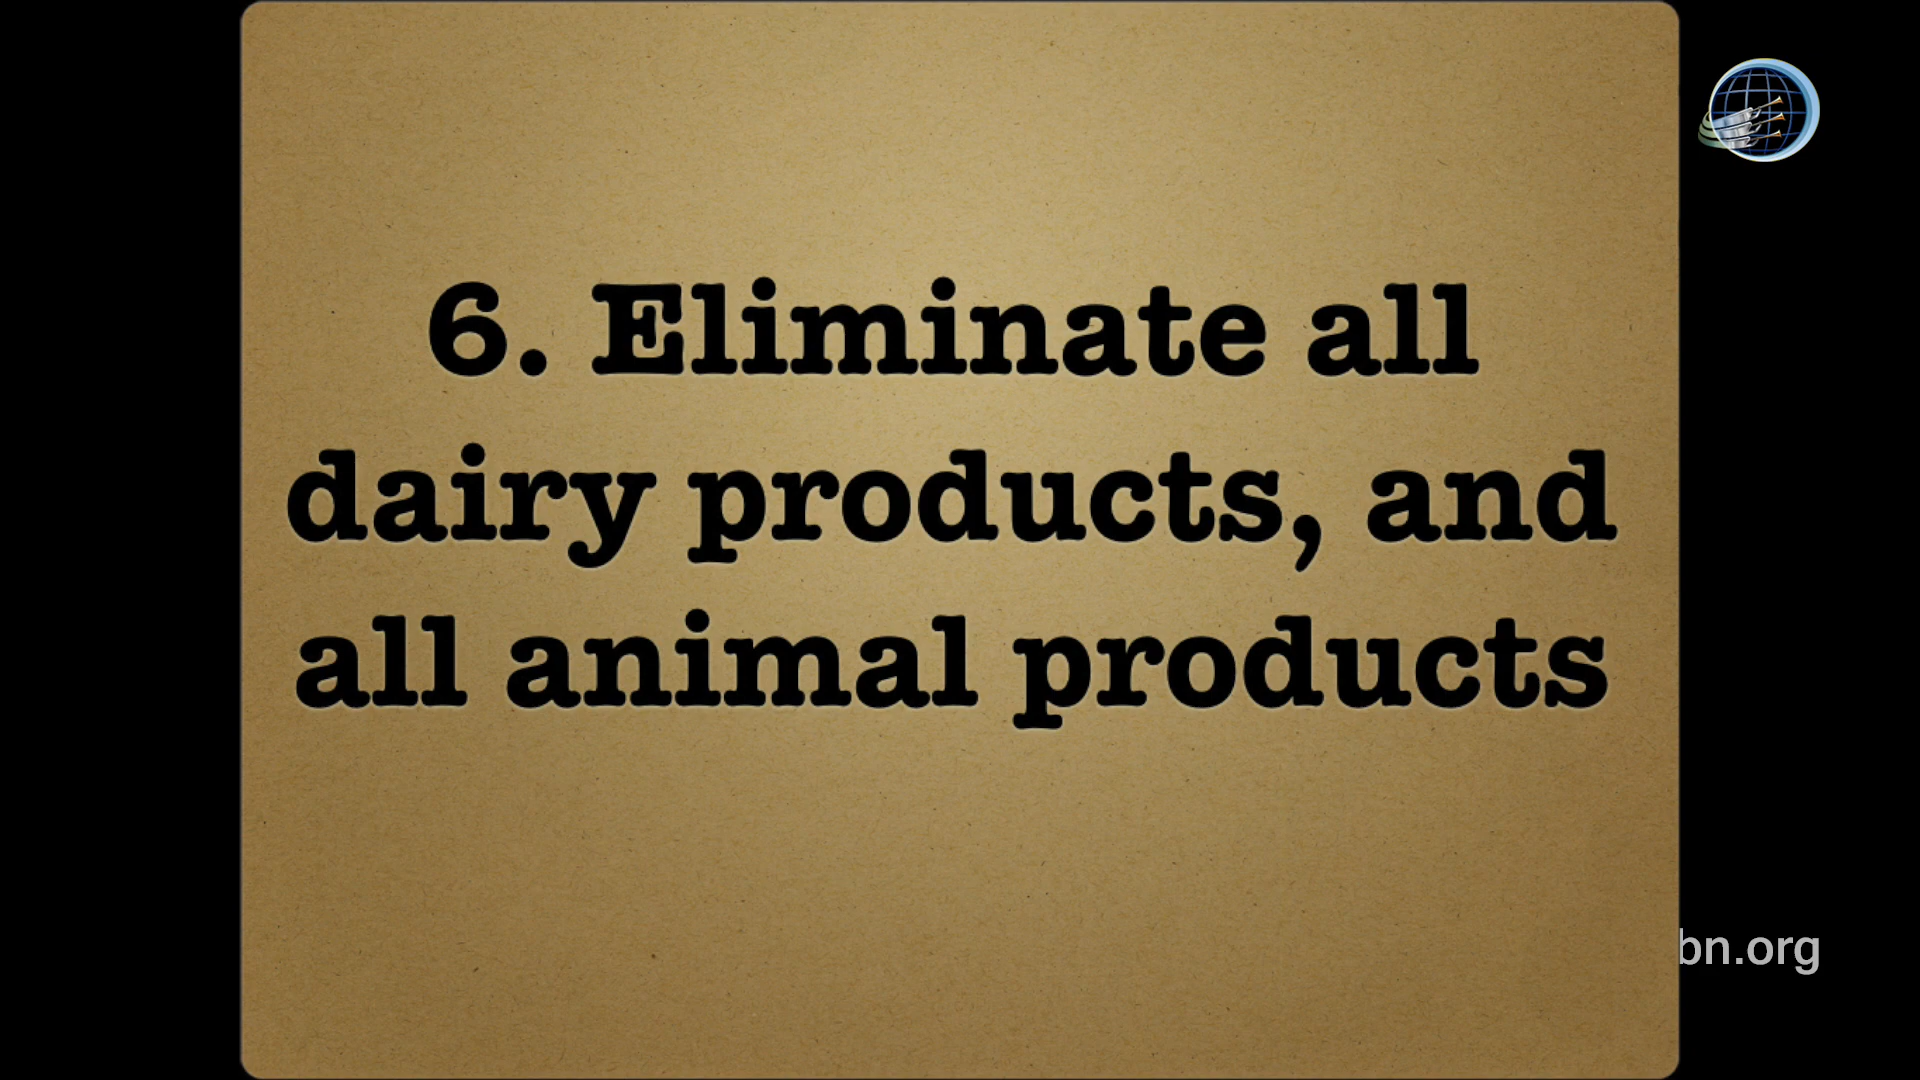 6. Eliminate all
dairy products, and
all animal products
bn.org